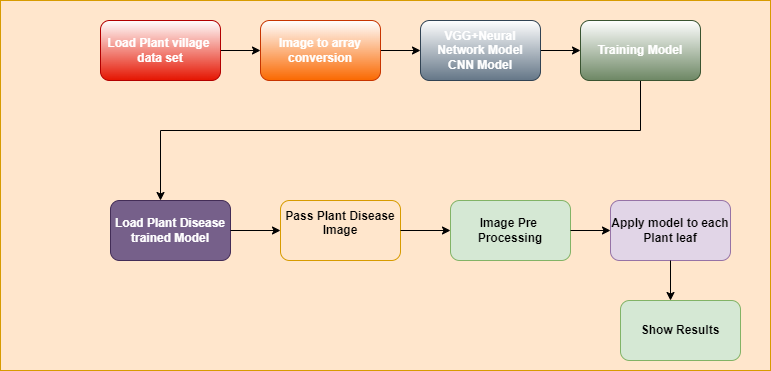 Load Plant village
data set
Image to array
conversion
VGG+Neural
Network Model
CNN Model
Training Model
Load Plant Disease
trained Model
Pass Plant Disease
Image
Image Pre
Processing
Apply model to each
Plant leaf
Show Results